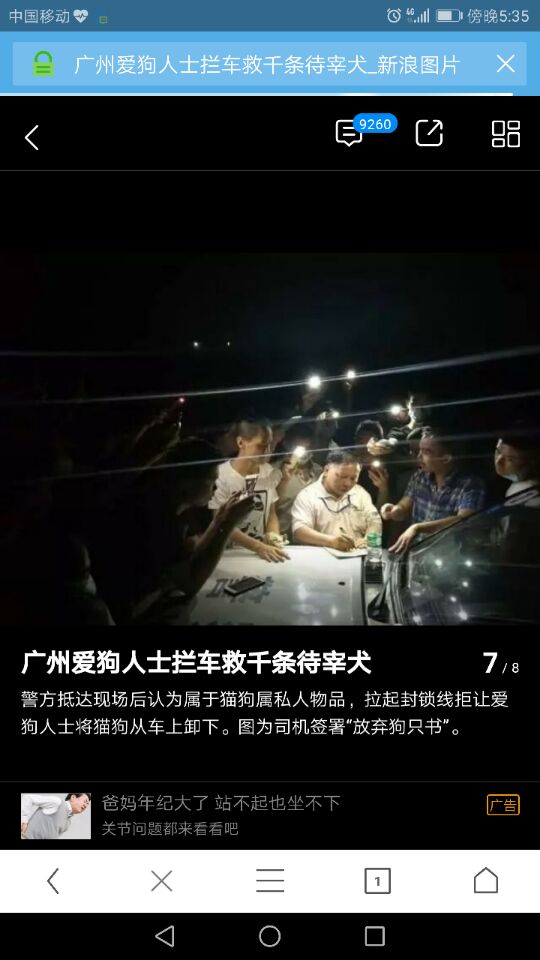 中国移动
4G
傍晚5:35
广州爱狗人士拦车救千条待宰犬_新浪图片
9260
广州爱狗人士拦车救千条待宰犬
7 / 8
警方抵达现场后认为属于猫狗属私人物品，拉起封锁线拒让爱
狗人士将猫狗从车上卸下。图为司机签署“放弃狗只书”。
爸妈年纪大了 站不起也坐不下
广告
关节问题都来看看吧
1